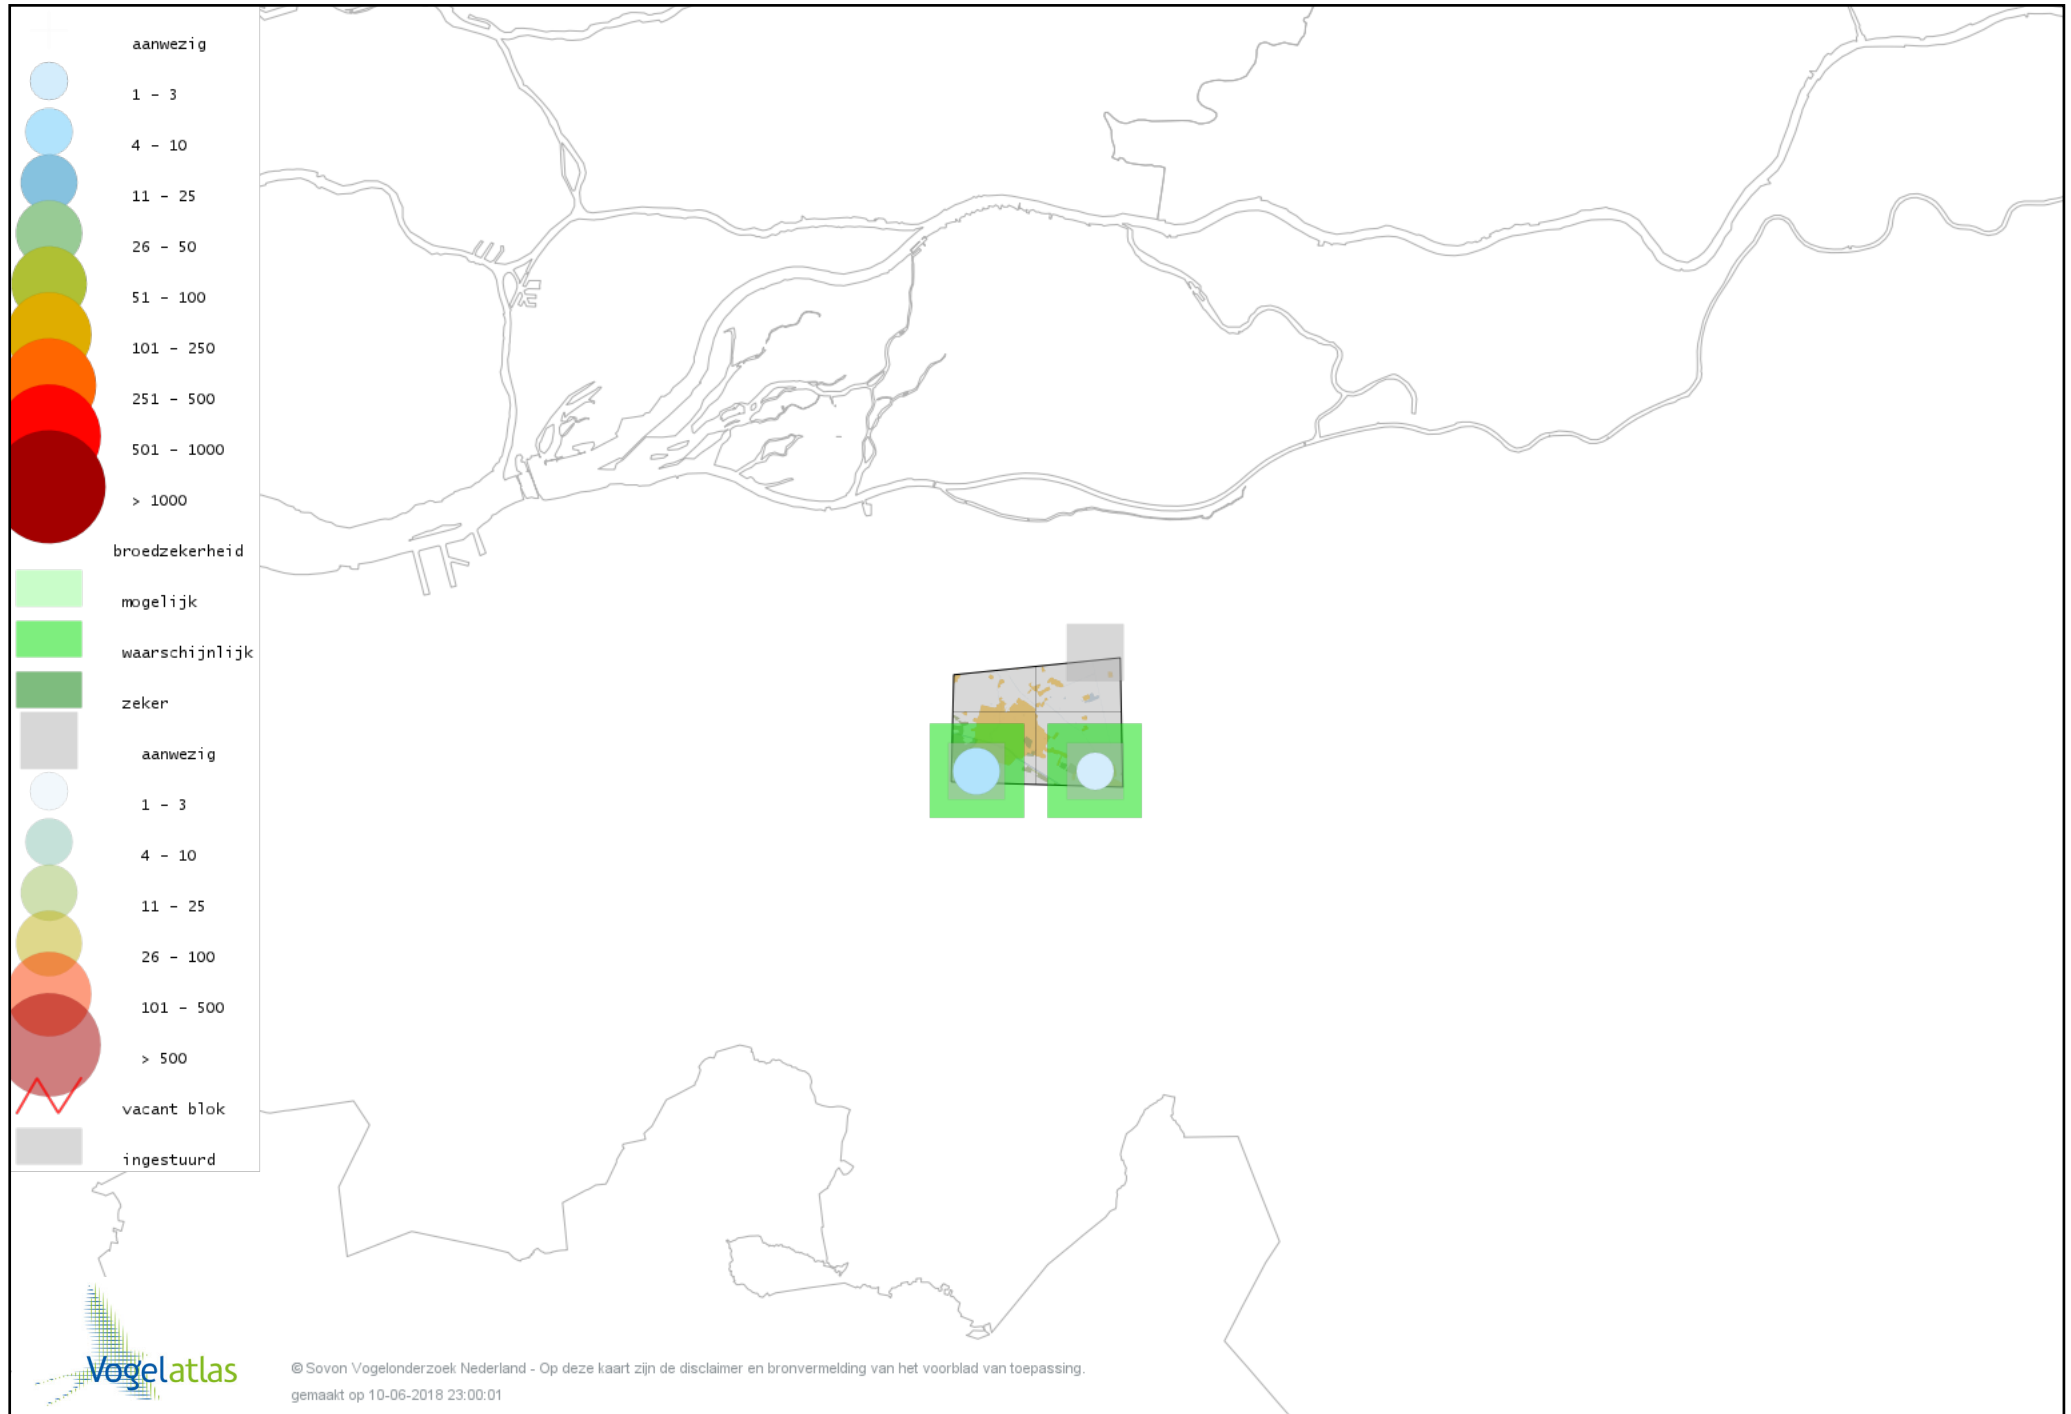 aanwezig
1 - 3
4 - 10
11 - 25
26 - 50
51 - 100
101 - 250
251 - 500
501 - 1000
> 1000
broedzekerheid
mogelijk
waarschijnlijk
zeker
aanwezig
1 - 3
4 - 10
11 - 25
26 - 100
101 - 500
> 500
vacant blok
ingestuurd
Vogelatlas
© Sovon Vogelonderzoek Nederland - Op deze kaart zijn de disclaimer en bronvermelding van het voorblad van toepassing.
gemaakt op 10-06-2018 23:00:01